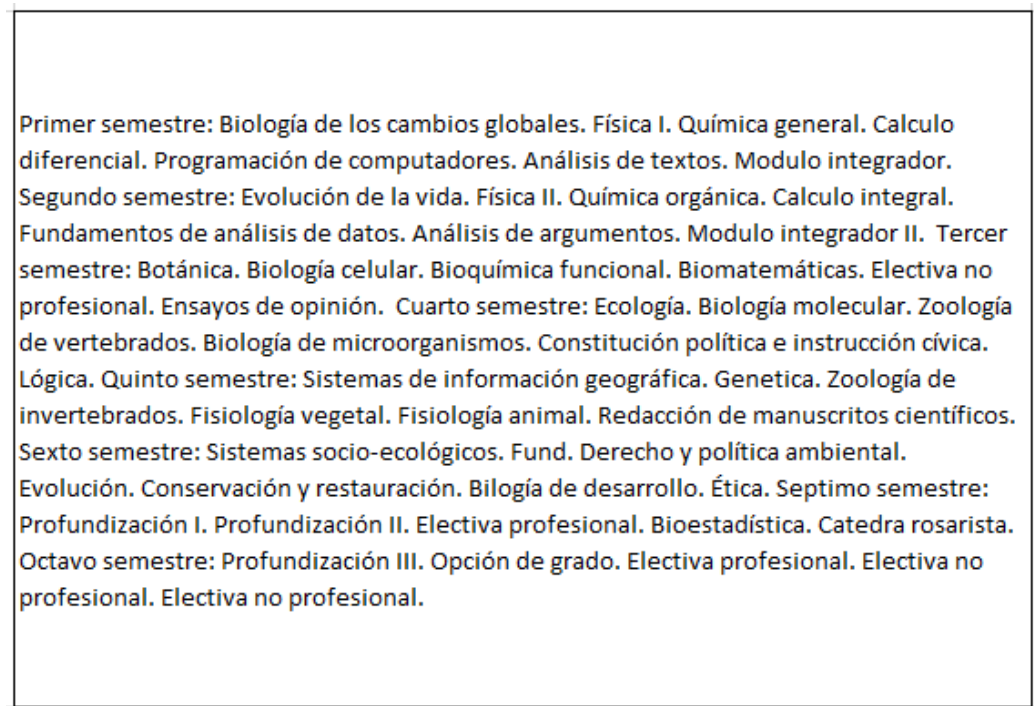 Primer semestre: Biología de los cambios globales. Física I. Química general. Calculo
diferencial. Programación de computadores. Análisis de textos. Modulo integrador.
Segundo semestre: Evolución de la vida. Física II. Química orgánica. Calculo integral.
Fundamentos de análisis de datos. Análisis de argumentos. Modulo integrador II.  Tercer
semestre: Botánica. Biología celular. Bioquímica funcional. Biomatemáticas. Electiva no
profesional. Ensayos de opinión.  Cuarto semestre: Ecología. Biología molecular. Zoología
de vertebrados. Biología de microorganismos. Constitución política e instrucción cívica.
Lógica. Quinto semestre: Sistemas de información geográfica. Genetica. Zoología de
invertebrados. Fisiología vegetal. Fisiología animal. Redacción de manuscritos científicos.
Sexto semestre: Sistemas socio-ecológicos. Fund. Derecho y política ambiental.
Evolución. Conservación y restauración. Bilogía de desarrollo. Ética. Septimo semestre:
Profundización I. Profundización II. Electiva profesional. Bioestadística. Catedra rosarista.
Octavo semestre: Profundización III. Opción de grado. Electiva profesional. Electiva no
profesional. Electiva no profesional.